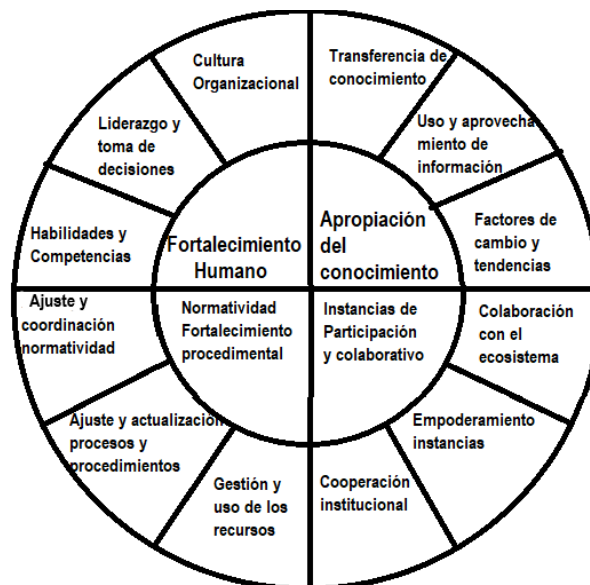 Cultura
Organizacional
Transferencia de
conocimiento
Liderazgo y
toma de
decisiones
Uso y aprovecha
miento de
información
Habilidades y
Competencias
Fortalecimiento
Humano
Apropiación
del
conocimiento
Factores de
cambio y
tendencias
Ajuste y
coordinación
normatividad
Normatividad
Fortalecimiento
procedimental
Instancias de
Participación
y colaborativo
Colaboración
con el
ecosistema
Ajuste y actualización
procesos y
procedimientos
Empoderamiento
instancias
Gestión y
uso de los
recursos
Cooperación
institucional